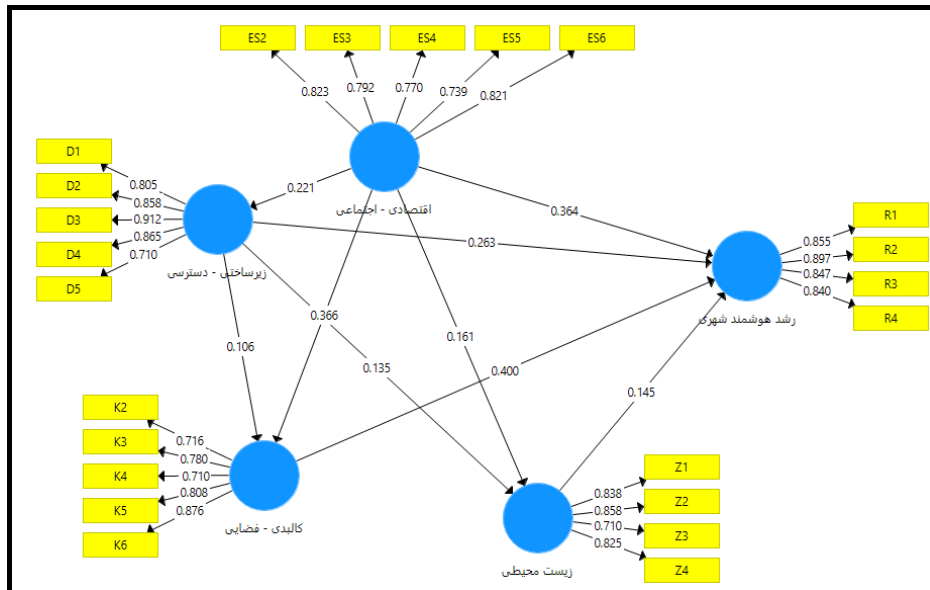 ES2 ES3 ES4 ES5 ES6
0.823 0.792 0.770 0.739 0.821
اقتصادی - اجتماعی
D1
D2
D3
D4
D5
0.805
0.858
0.912
0.865
0.710
زیرساختی - دسترسی
0.221
0.364
0.263
0.366
0.161
0.106
0.135
0.400
0.145
R1
R2
R3
R4
0.855
0.897
0.847
0.840
رشد هوشمند شهری
K2
K3
K4
K5
K6
0.716
0.780
0.710
0.808
0.876
کالبدی - فضایی
Z1
Z2
Z3
Z4
0.838
0.858
0.710
0.825
زیست محیطی